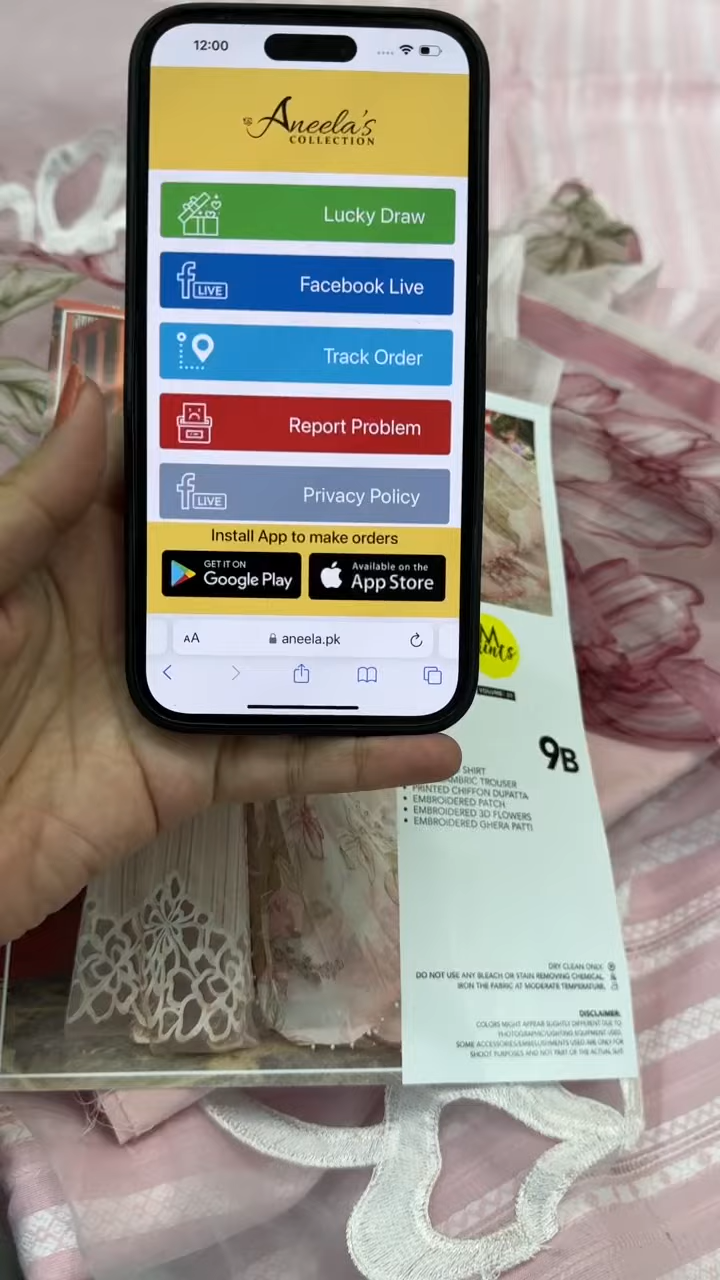 12:00
Aneela's
COLLECTION
Lucky Draw
LIVE
Facebook Live
Track Order
Report Problem
LIVE
Privacy Policy
Install App to make orders
GET IT ON
Google Play
Available on the
App Store
AA
aneela.pk
M
VOLUME
9B
SHIRT
AMBRIC TROUSER
• PRINTED CHIFFON DUPATTA
• EMBROIDERED PATCH
• EMBROIDERED 3D FLOWERS
• EMBROIDERED GHERA PATTI
DRY CLEAN ONLY.
DO NOT USE ANY BLEACH OR STAIN REMOVING CHEMICAL.
IRON THE FABRIC AT MODERATE TEMPERATURE.
DISCLAIMER:
COLORS MIGHT APPEAR SLIGHTLY DIFFERENT DUE TO
PHOTOGRAPHIC/LIGHTING EQUIPMENT USED.
SOME ACCESSORIES/EMBELLISHMENTS USED ARE ONLY FOR
SHOOT PURPOSES AND NOT PART OF THE ACTUAL SUIT